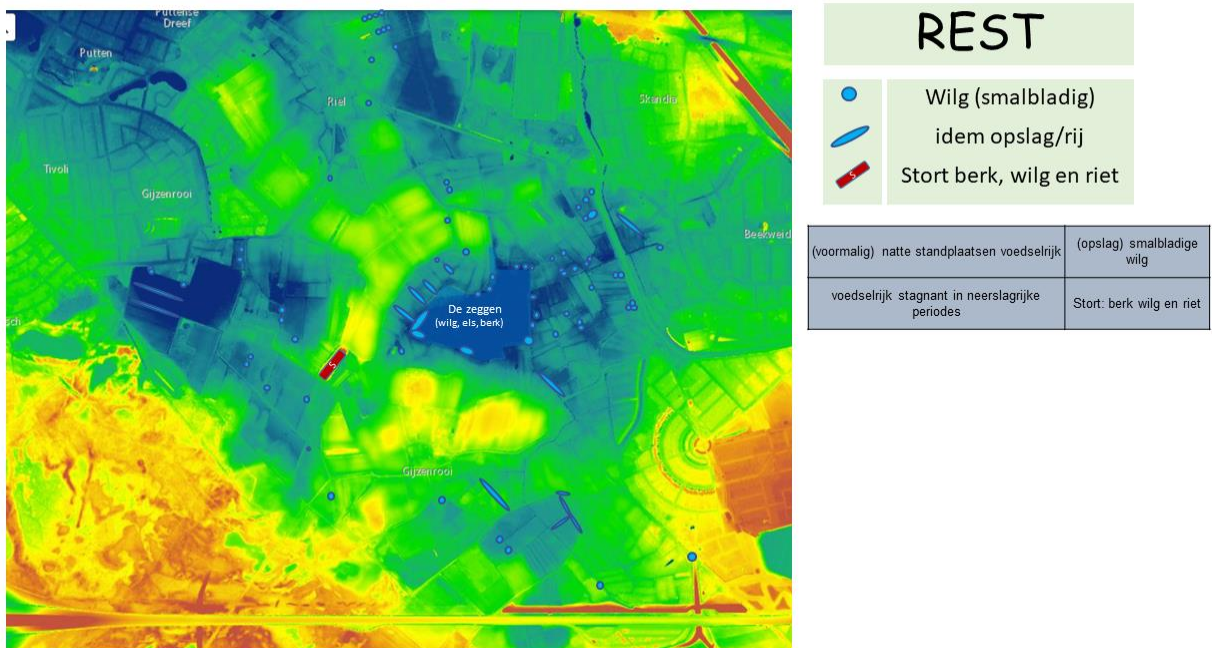 REST
Wilg (smalbladig)
idem opslag/rij
S
Stort berk, wilg en riet
(voormalig) natte standplaatsen voedselrijk
(opslag) smalbladige
wilg
voedselrijk stagnant in neerslagrijke
periodes
Stort: berk wilg en riet
Puttense
Dreef
Putten
Riel
Skandia
Tivoli
Gijzenrooi
Beekweid
De zeggen
(wilg, els, berk)
sch
S
Gijzenrooi